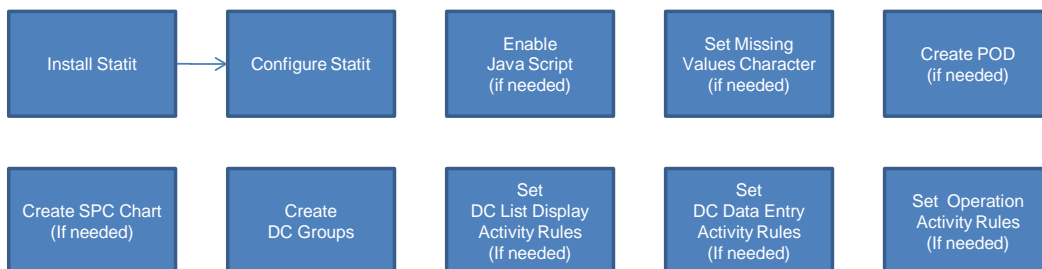 Install Statit
Configure Statit
Enable
Java Script
(if needed)
Set Missing
Values Character
(if needed)
Create POD
(if needed)
Create SPC Chart
(If needed)
Create
DC Groups
Set
DC List Display
Activity Rules
(If needed)
Set
DC Data Entry
Activity Rules
(If needed)
Set Operation
Activity Rules
(If needed)